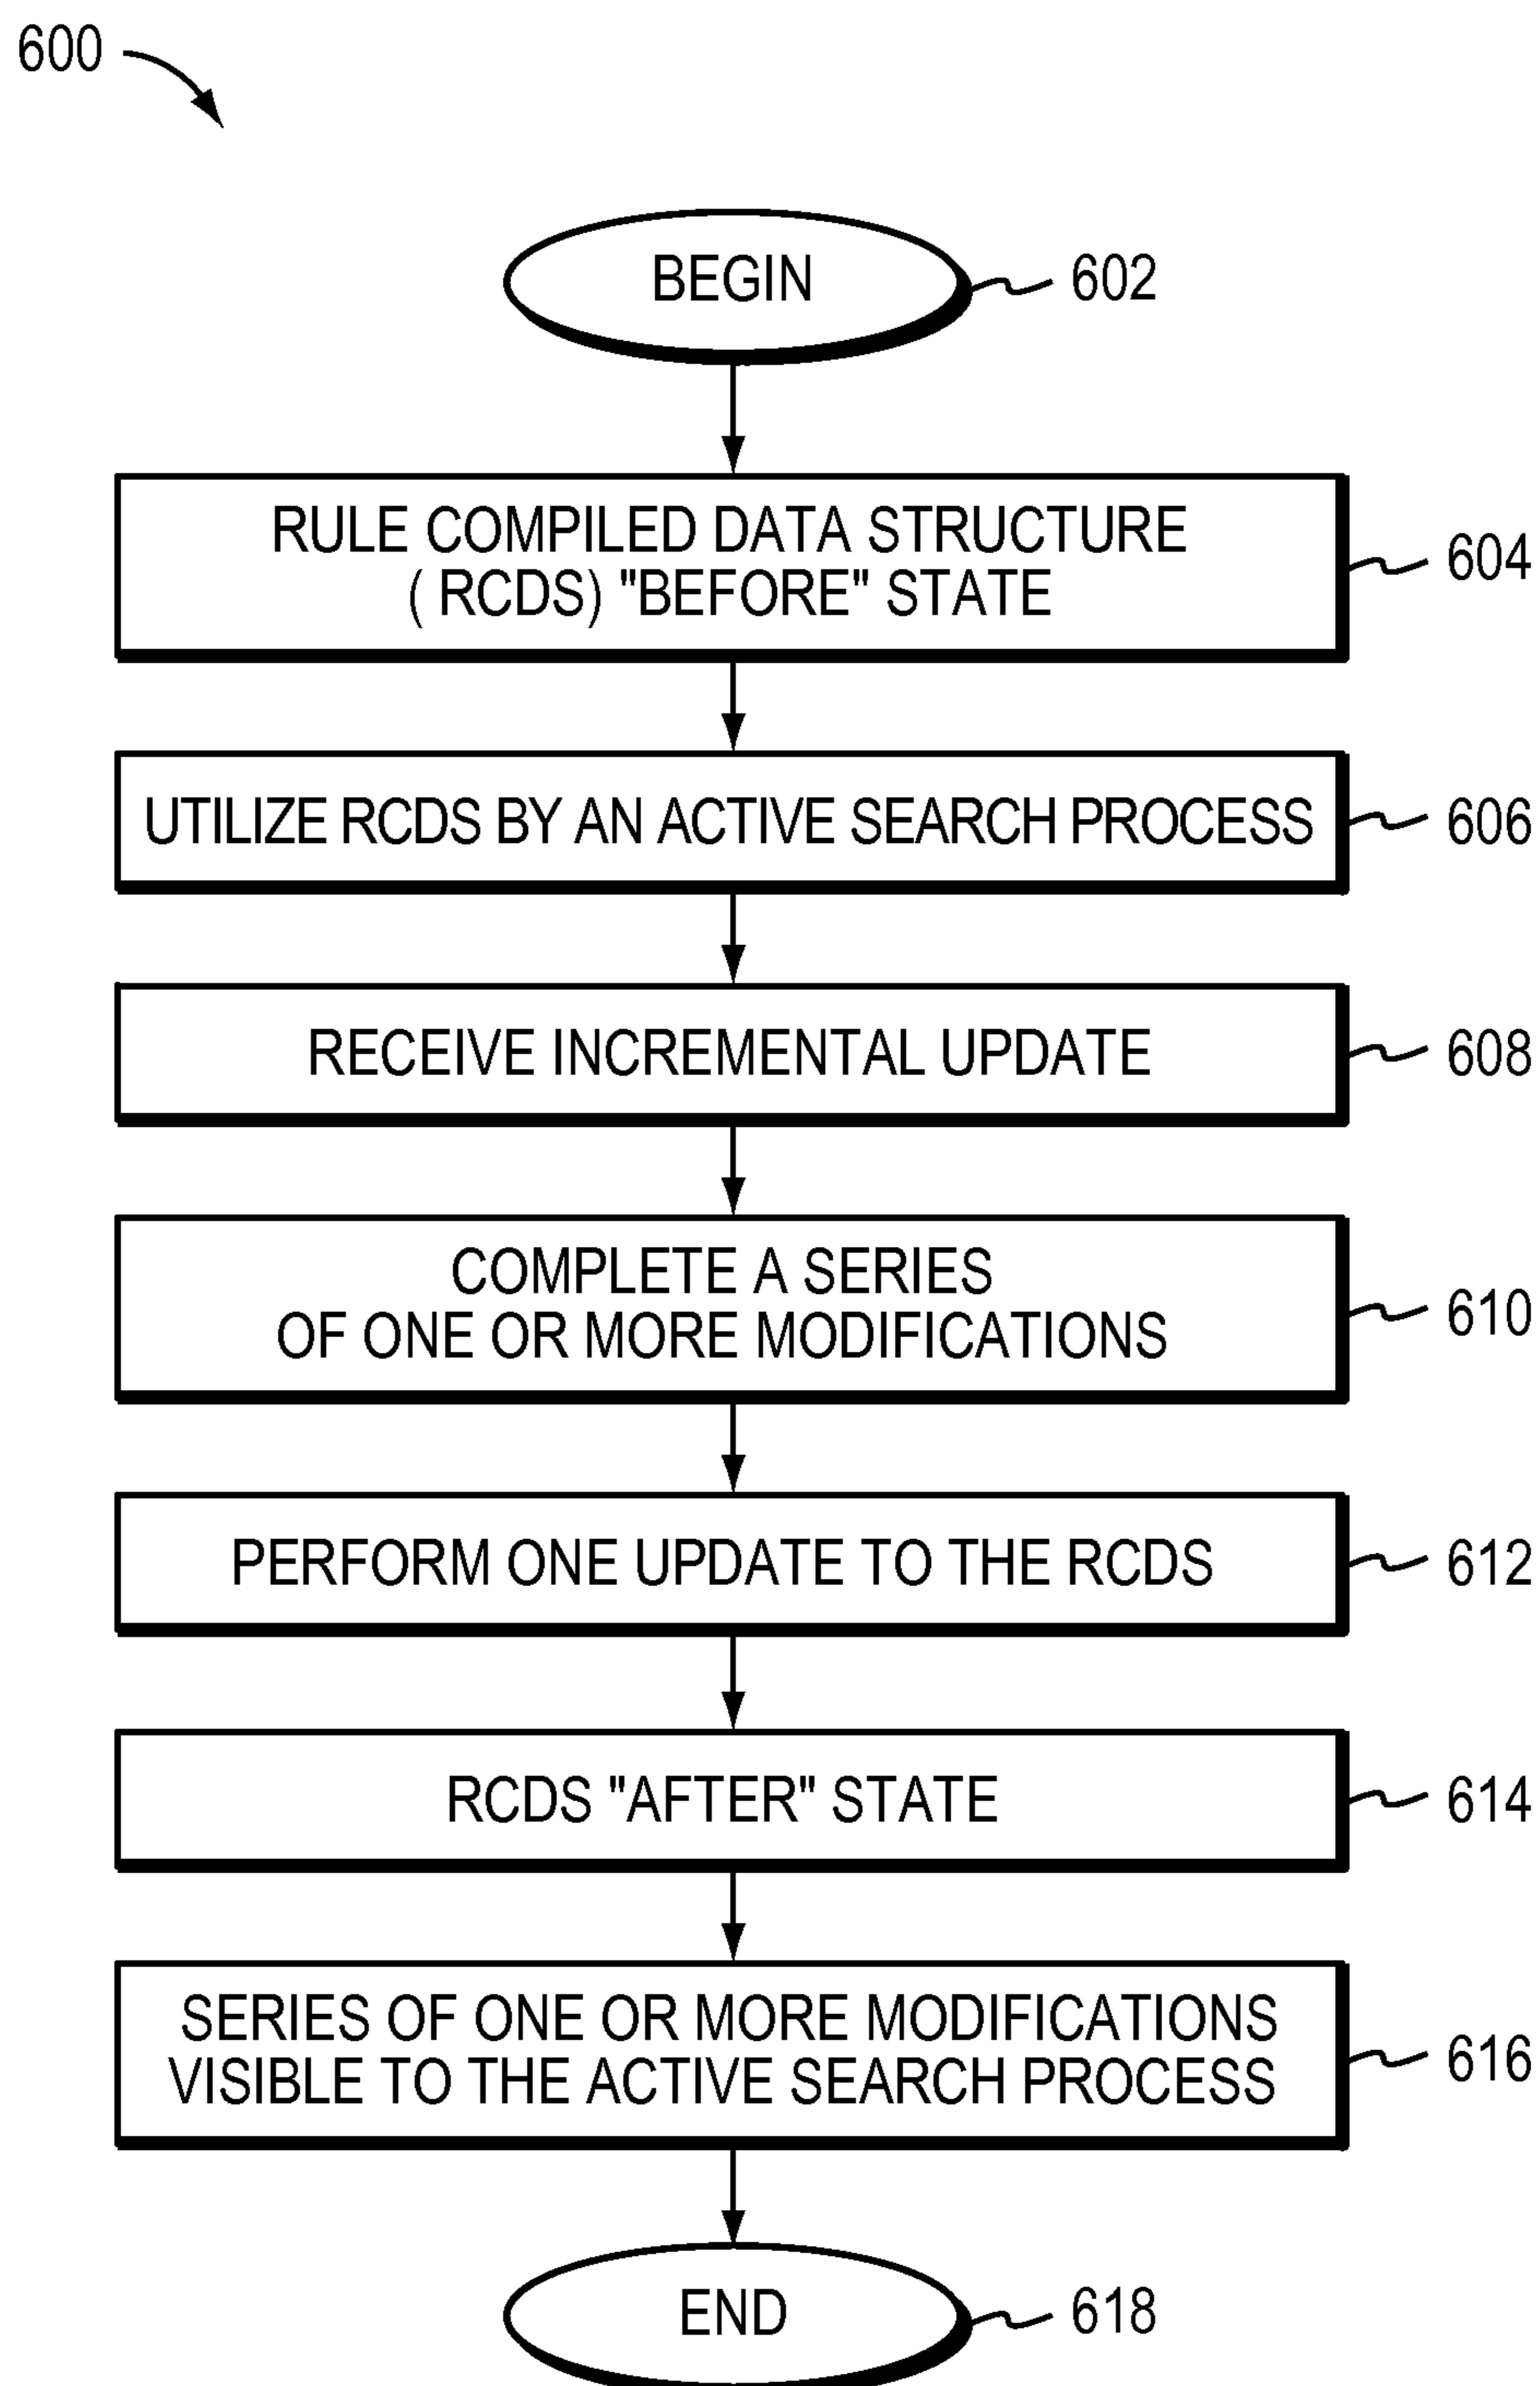 600
BEGIN
602
RULE COMPILED DATA STRUCTURE
( RCDS) "BEFORE" STATE
604
UTILIZE RCDS BY AN ACTIVE SEARCH PROCESS
606
RECEIVE INCREMENTAL UPDATE
608
COMPLETE A SERIES
OF ONE OR MORE MODIFICATIONS
610
PERFORM ONE UPDATE TO THE RCDS
612
RCDS "AFTER" STATE
614
SERIES OF ONE OR MORE MODIFICATIONS
VISIBLE TO THE ACTIVE SEARCH PROCESS
616
END
618